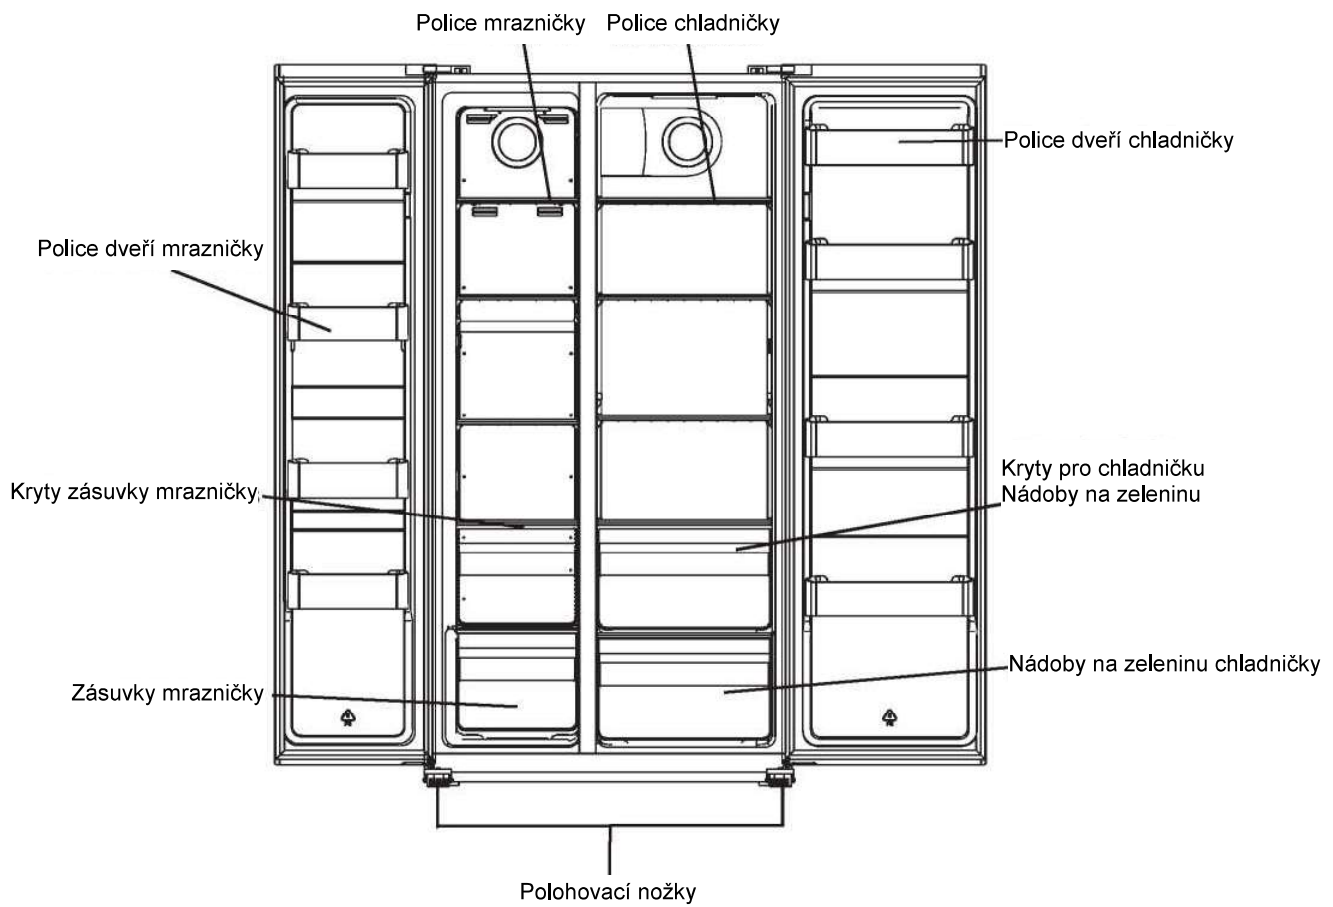 Police mrazničky
Police chladničky
Police dveří chladničky
Police dveří mrazničky
Kryty pro chladničku
Nádoby na zeleninu
Kryty zásuvky mrazničky
Nádoby na zeleninu chladničky
Zásuvky mrazničky
Polohovací nožky